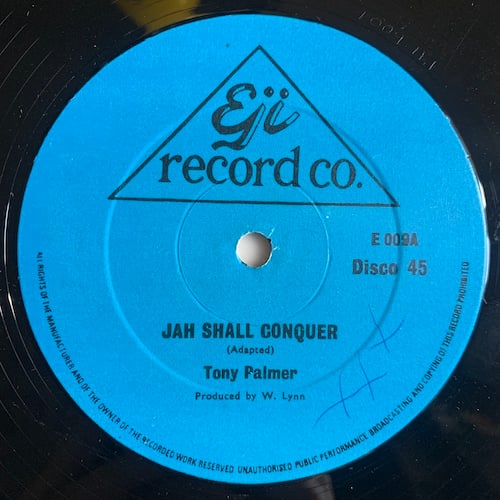 Eji
record co.
E 009A
Disco 45
JAH SHALL CONQUER
(Adapted)
Tony Palmer
Produced by W. Lynn
ALL RIGHTS OF THE MANUFACTURER AND OF THE OWNER OF THE RECORDED WORK RESERVED. UNAUTHORISED PUBLIC PERFORMANCE, BROADCASTING AND COPYING OF THIS RECORD PROHIBITED